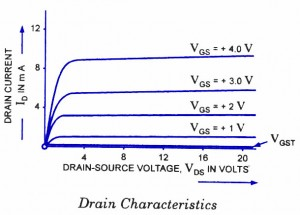 DRAIN CURRENT
I_D IN mA
12
8
4
V_GS = + 4.0 V
V_GS = + 3.0 V
V_GS = + 2 V
V_GS = + 1 V
V_GST
0
4
8
12
16
20
DRAIN-SOURCE VOLTAGE, V_DS IN VOLTS
Drain Characteristics